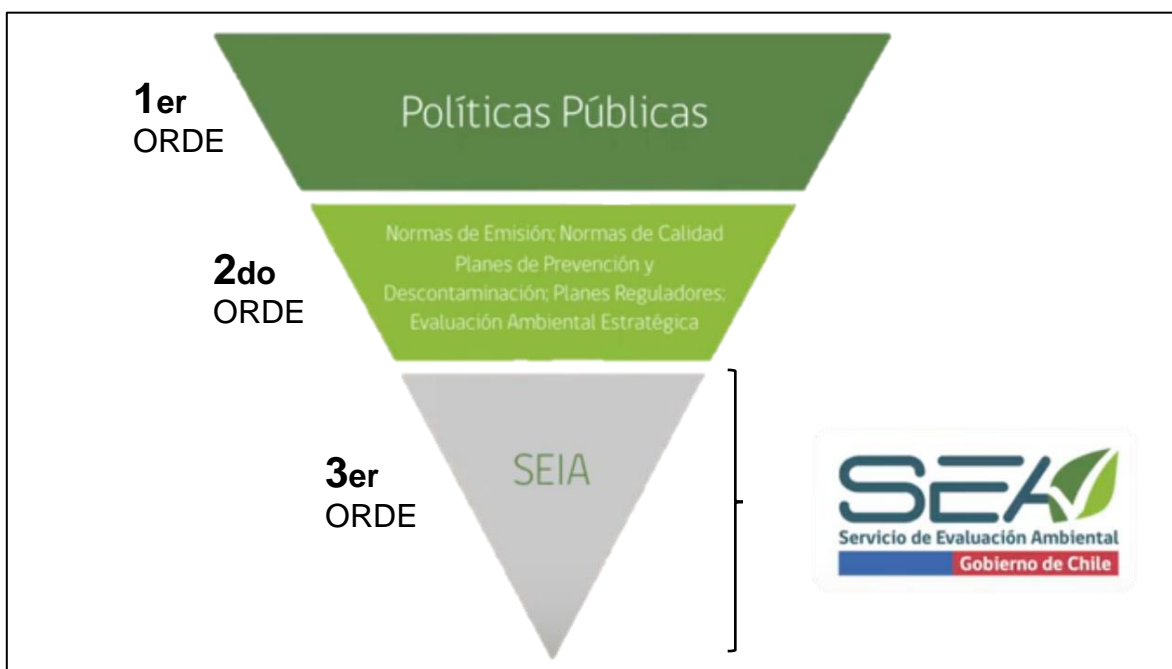 1er
ORDE
Políticas Públicas
2do
ORDE
Normas de Emisión; Normas de Calidad
Planes de Prevención y
Descontaminación; Planes Reguladores;
Evaluación Ambiental Estratégica
3er
ORDE
SEIA
SEA
Servicio de Evaluación Ambiental
Gobierno de Chile